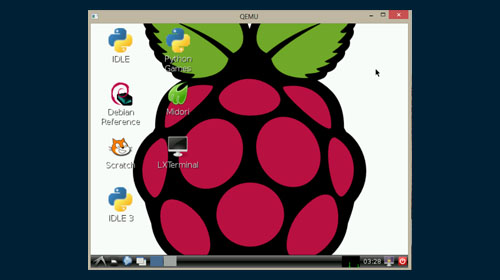 QEMU
IDLE
Python
Games
Debian
Reference
Midori
Scratch
LXTerminal
IDLE 3
03:28